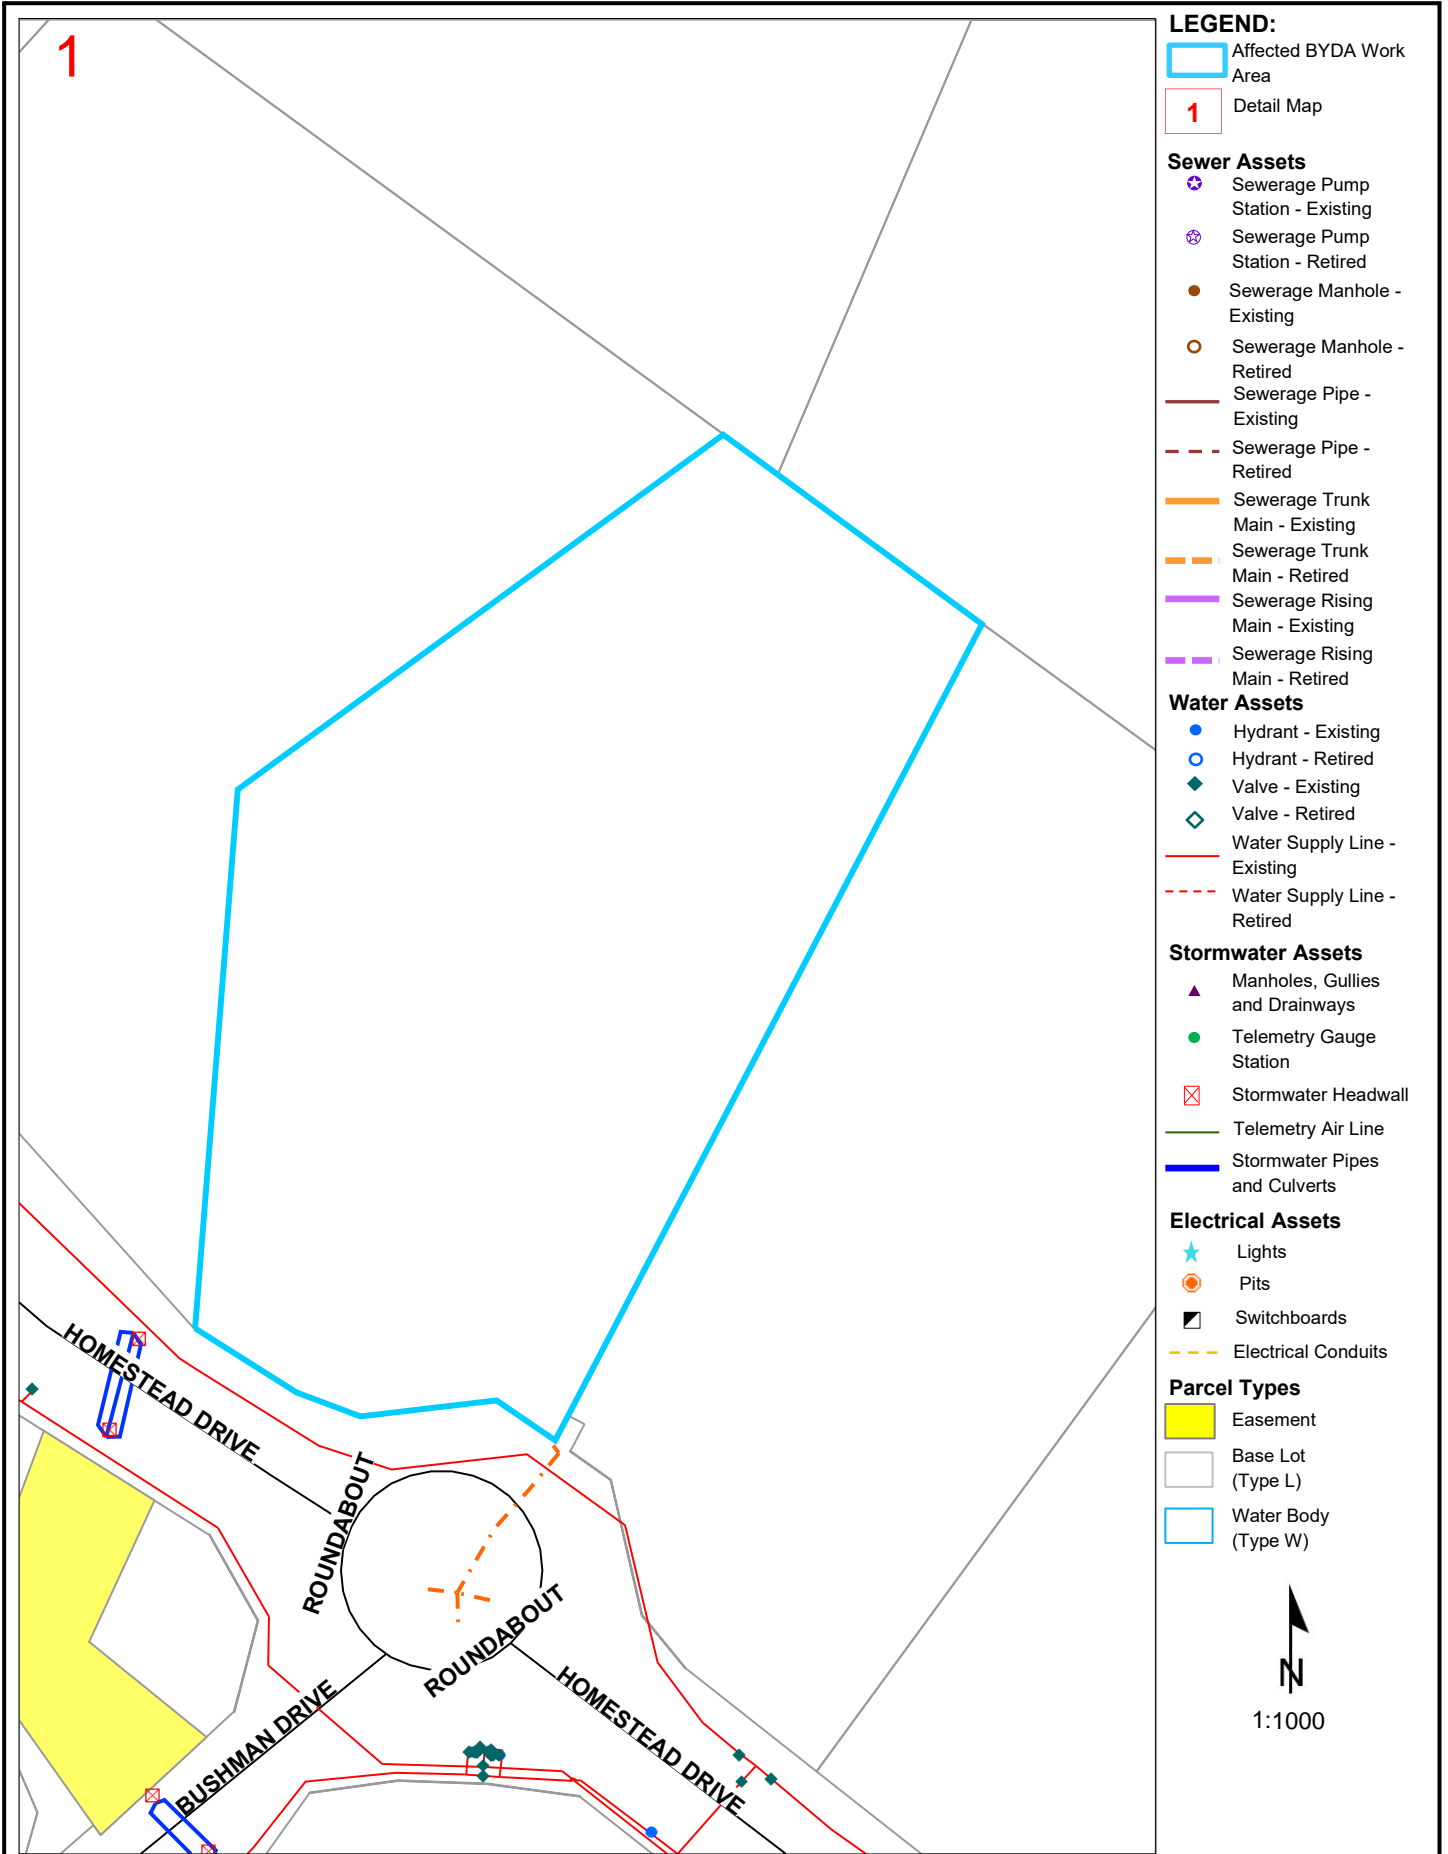 1
HOMESTEAD DRIVE
ROUNDABOUT
ROUNDABOUT
BUSHMAN DRIVE
HOMESTEAD DRIVE
LEGEND:
Affected BYDA Work
Area
1
Detail Map
Sewer Assets
Sewerage Pump
Station - Existing
Sewerage Pump
Station - Retired
Sewerage Manhole -
Existing
Sewerage Manhole -
Retired
Sewerage Pipe -
Existing
Sewerage Pipe -
Retired
Sewerage Trunk
Main - Existing
Sewerage Trunk
Main - Retired
Sewerage Rising
Main - Existing
Sewerage Rising
Main - Retired
Water Assets
Hydrant - Existing
Hydrant - Retired
Valve - Existing
Valve - Retired
Water Supply Line -
Existing
Water Supply Line -
Retired
Stormwater Assets
Manholes, Gullies
and Drainways
Telemetry Gauge
Station
Stormwater Headwall
Telemetry Air Line
Stormwater Pipes
and Culverts
Electrical Assets
Lights
Pits
Switchboards
Electrical Conduits
Parcel Types
Easement
Base Lot
(Type L)
Water Body
(Type W)
N
1:1000